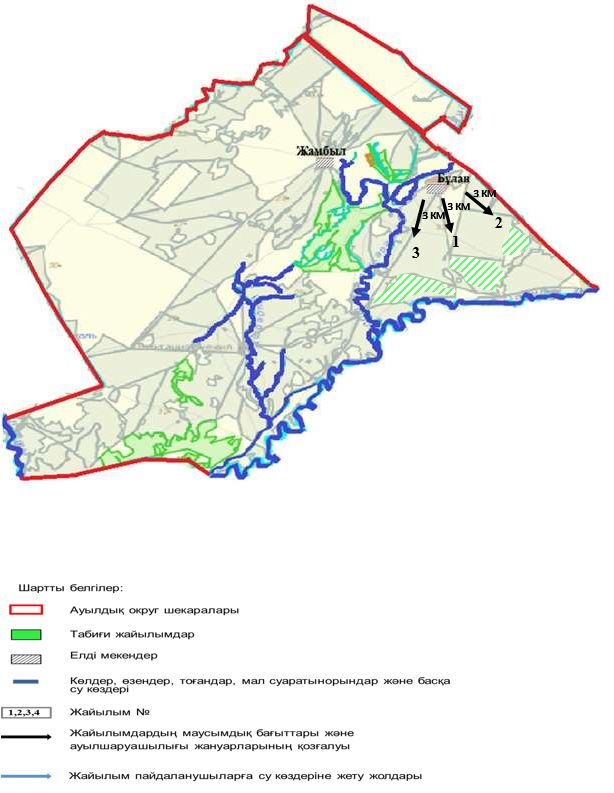 Жамбыл
Бұлан
3 КМ
3 КМ
3 КМ
2
1
3
Шартты белгілер:
Ауылдық округ шекаралары
Табиғи жайылымдар
Елді мекендер
Көлдер, өзендер, тоғандар, мал суаратынорындар және басқа
су көздері
1,2,3,4
Жайылым №
Жайылымдардың маусымдық бағыттары және
ауылшаруашылығы жануарларының қозғалуы
Жайылым пайдаланушыларға су көздеріне жету жолдары